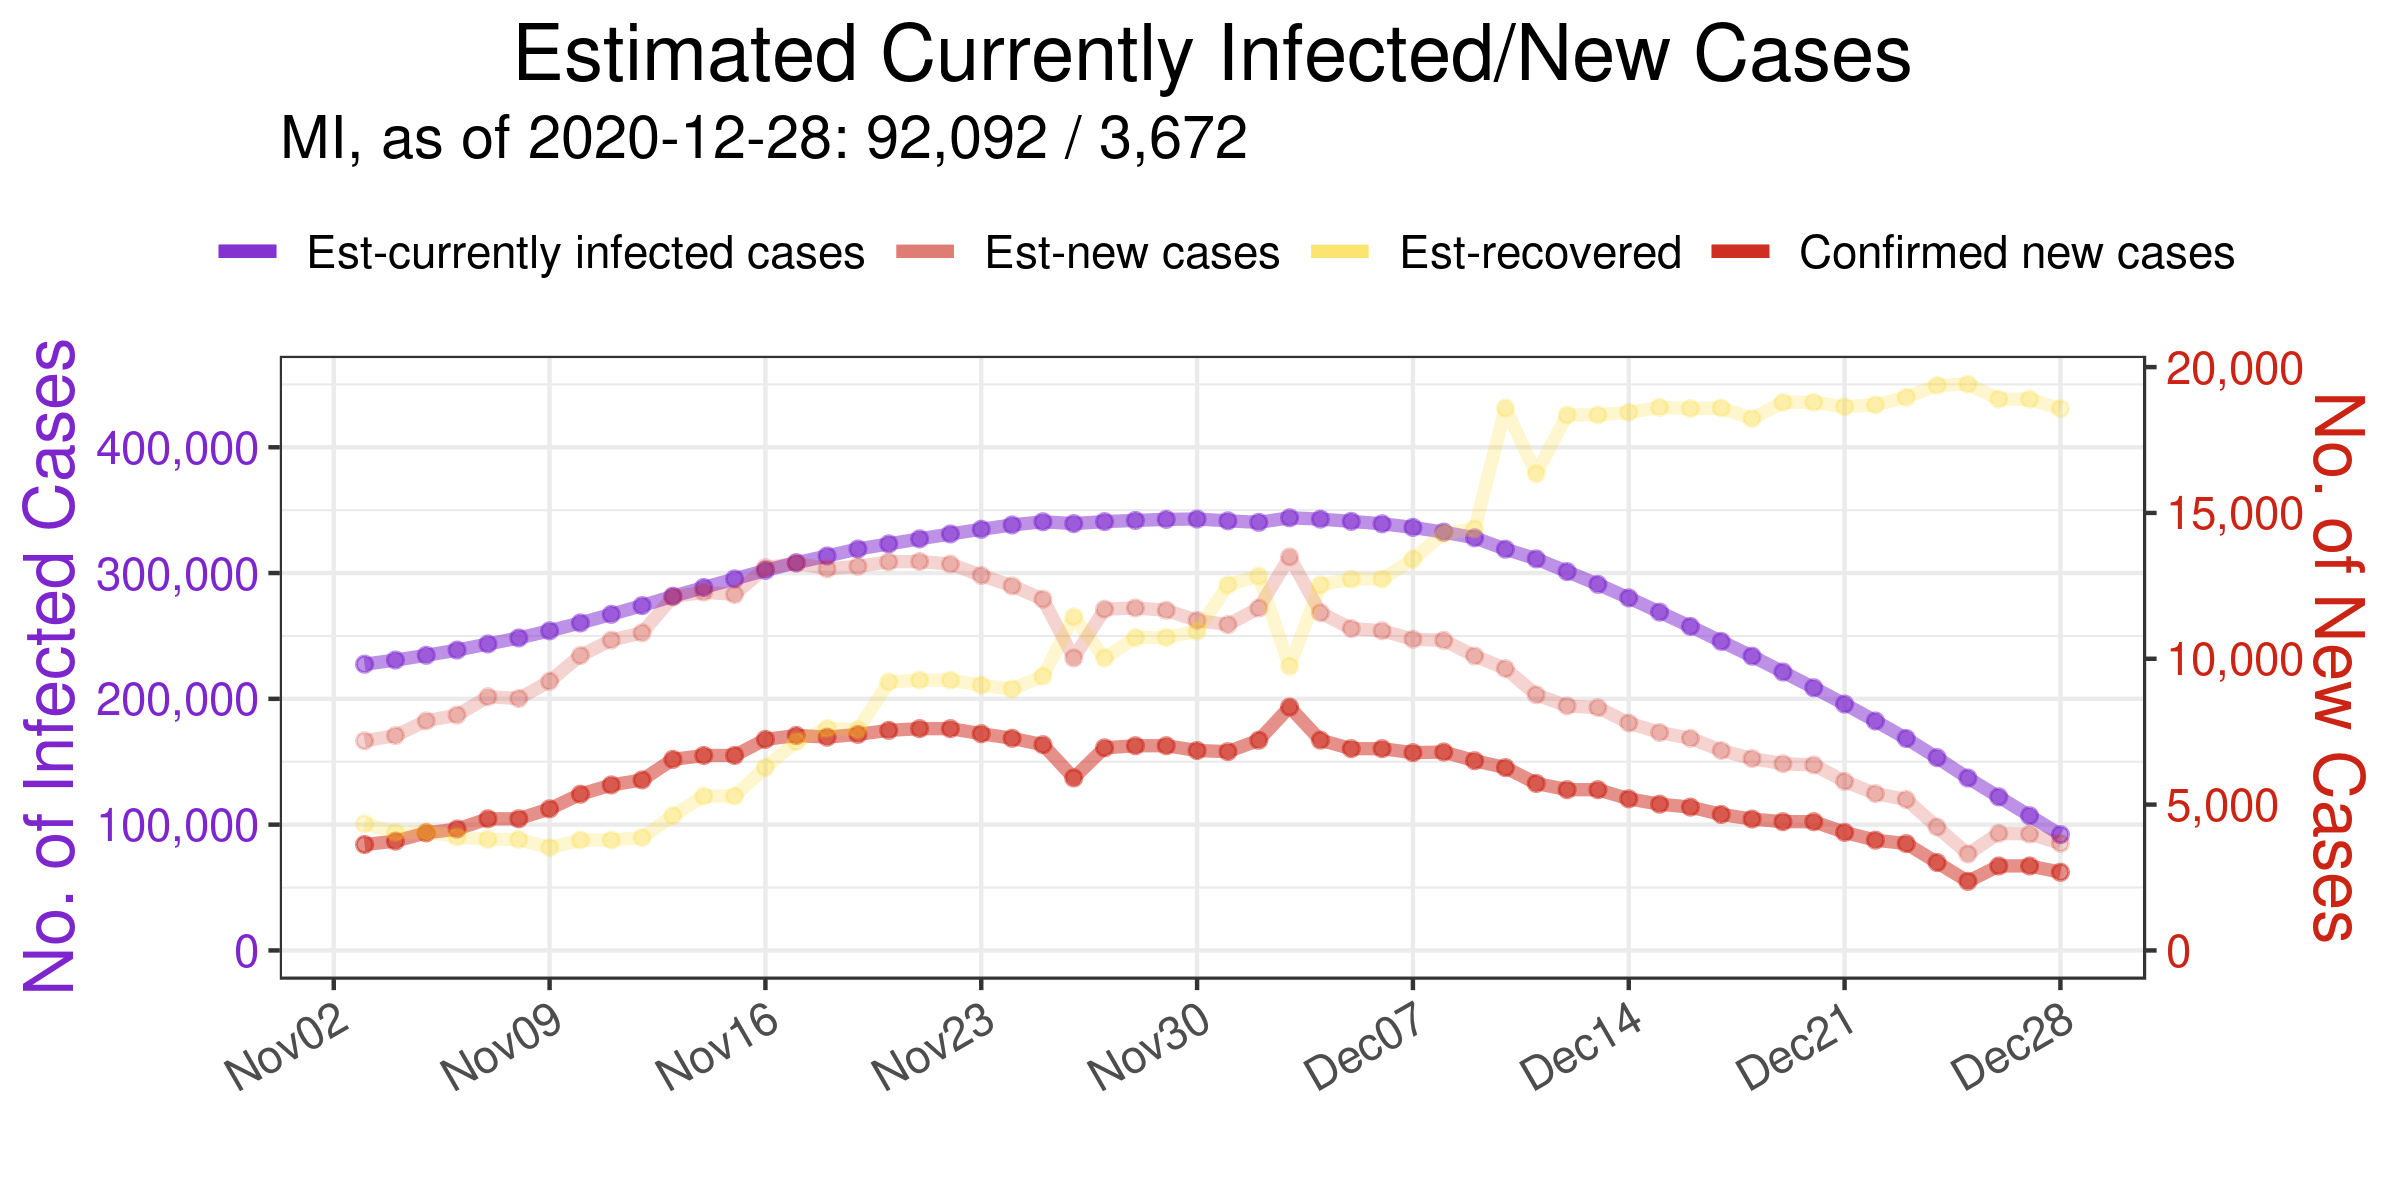 Estimated Currently Infected/New Cases
MI, as of 2020-12-28: 92,092 / 3,672
Est-currently infected cases Est-new cases Est-recovered Confirmed new cases
No. of Infected Cases
400,000
300,000
200,000
100,000
0
20,000
15,000
10,000
5,000
0
No. of New Cases
Nov02 Nov09 Nov16 Nov23 Nov30 Dec07 Dec14 Dec21 Dec28